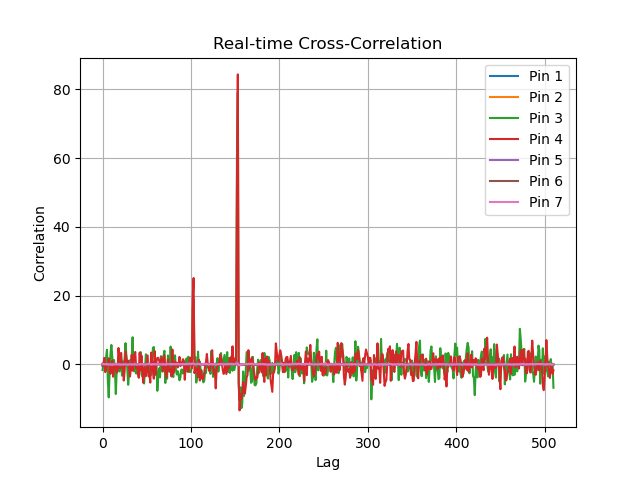 Real-time Cross-Correlation
Pin 1
Pin 2
Pin 3
Pin 4
Pin 5
Pin 6
Pin 7
80
60
40
20
0
Correlation
0 100 200 300 400 500
Lag